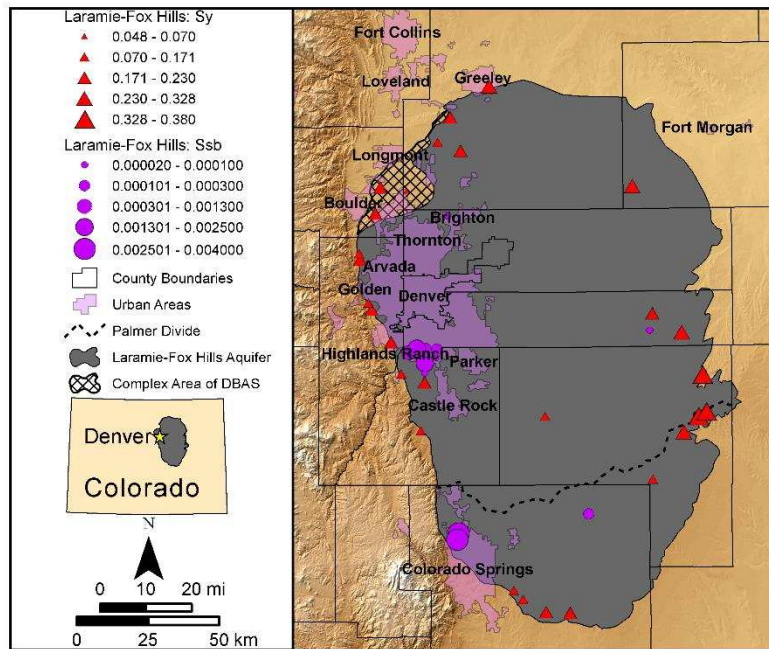 Laramie-Fox Hills: Sy
0.048 - 0.070
0.070 - 0.171
0.171 - 0.230
0.230 - 0.328
0.328 - 0.380
Laramie-Fox Hills: Ssb
0.000020 - 0.000100
0.000101 - 0.000300
0.000301 - 0.001300
0.001301 - 0.002500
0.002501 - 0.004000
County Boundaries
Urban Areas
Palmer Divide
Laramie-Fox Hills Aquifer
Complex Area of DBAS
Denver
Colorado
N
0 10 20 mi
0 25 50 km
Fort Collins
Loveland
Greeley
Fort Morgan
Longmont
Boulder
Brighton
Thornton
Arvada
Golden
Denver
Highlands Ranch
Parker
Castle Rock
Colorado Springs